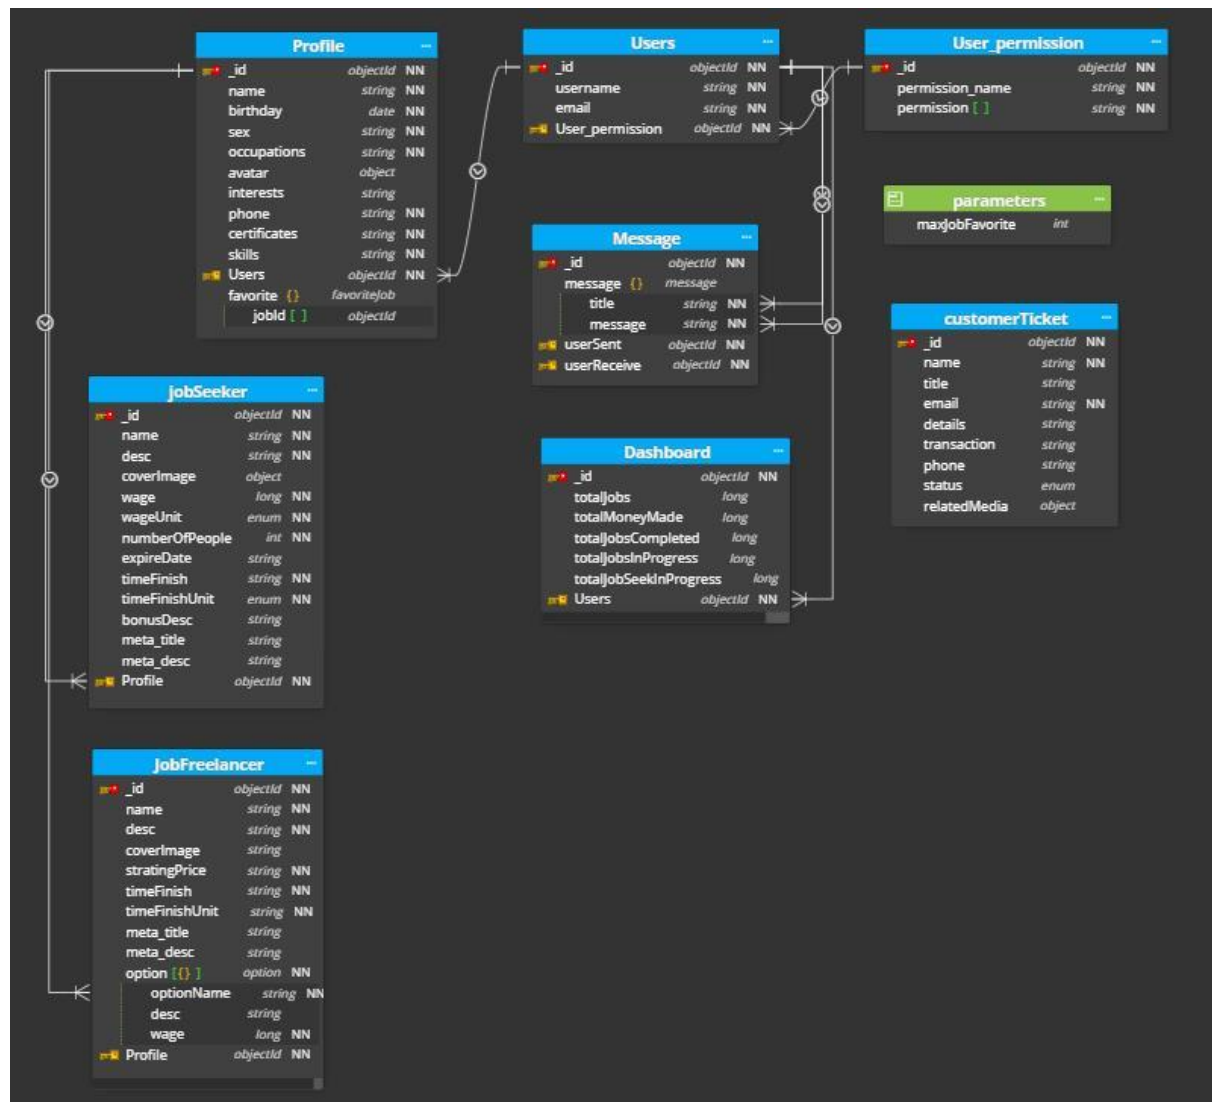 Profile ...
_id objectId NN
name string NN
birthday date NN
sex string NN
occupations string NN
avatar object
interests string
phone string NN
certificates string NN
skills string NN
Users objectId NN
favorite {} favoriteJob
jobId [ ] objectId
Users ...
_id objectId NN
username string NN
email string NN
User_permission objectId NN
User_permission ...
_id objectId NN
permission_name string NN
permission [ ] string NN
parameters ...
maxJobFavorite int
Message ...
_id objectId NN
message {} message
title string NN
message string NN
userSent objectId NN
userReceive objectId NN
customerTicket ...
_id objectId NN
name string NN
title string
email string NN
details string
transaction string
phone string
status enum
relatedMedia object
jobSeeker ...
_id objectId NN
name string NN
desc string NN
coverImage object
wage long NN
wageUnit enum NN
numberOfPeople int NN
expireDate string
timeFinish string NN
timeFinishUnit enum NN
bonusDesc string
meta_title string
meta_desc string
Profile objectId NN
Dashboard ...
_id objectId NN
totalJobs long
totalMoneyMade long
totalJobsCompleted long
totalJobsInProgress long
totalJobSeekInProgress long
Users objectId NN
JobFreelancer ...
_id objectId NN
name string NN
desc string NN
coverImage string
stratingPrice string NN
timeFinish string NN
timeFinishUnit string NN
meta_title string
meta_desc string
option [{} ] option NN
optionName string NN
desc string
wage long NN
Profile objectId NN